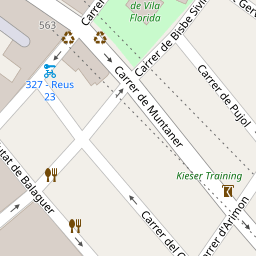 de Vila
Florida
563
Carrer
Carrer de Bisbe Sivil
327 - Reus
23
Carrer de Muntaner
Carrer de Pujol
Kieser Training
utat de Balaguer
Carrer del C
Carrer d'Arimon